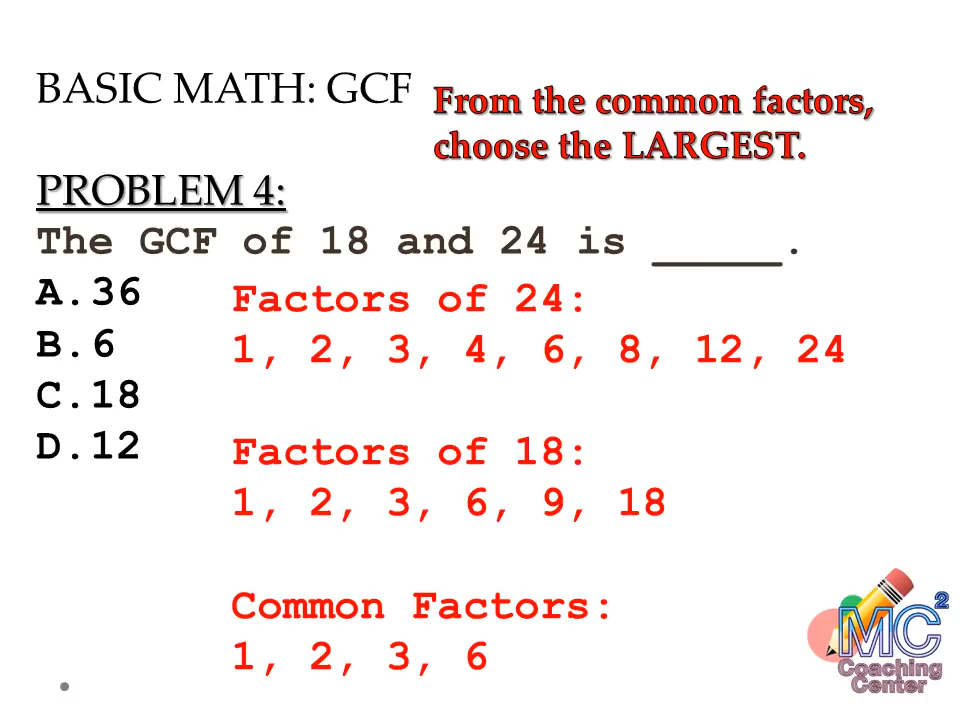 BASIC MATH: GCF
From the common factors,
choose the LARGEST.
PROBLEM 4:
The GCF of 18 and 24 is _____.
A.36
B.6
C.18
D.12
Factors of 24:
1, 2, 3, 4, 6, 8, 12, 24
Factors of 18:
1, 2, 3, 6, 9, 18
Common Factors:
1, 2, 3, 6
MC²
Coaching
Center